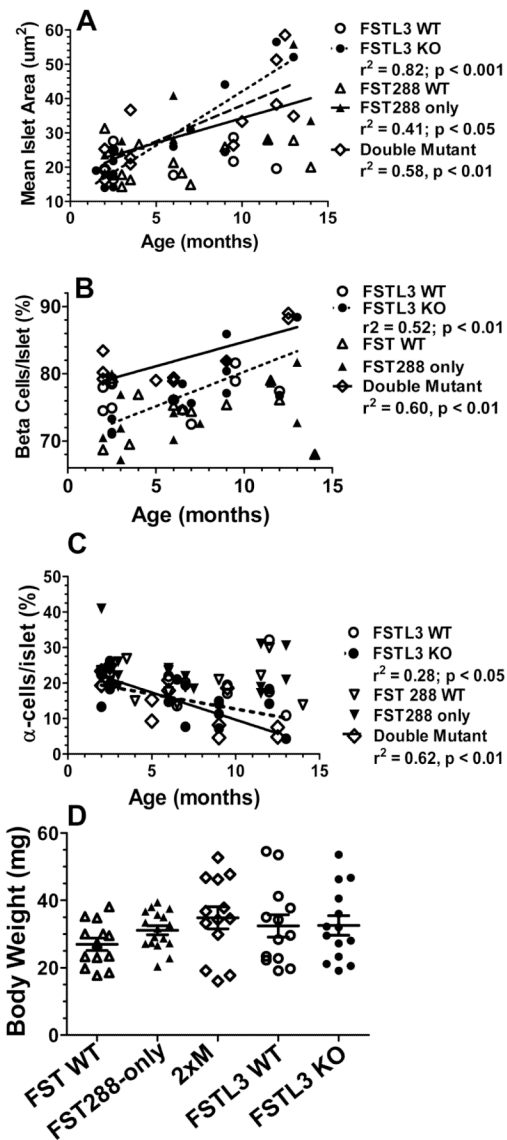 A
Mean Islet Area (um²)
60
50
40
30
20
10
0
5
10
15
Age (months)
FSTL3 WT
FSTL3 KO
r² = 0.82; p < 0.001
FST288 WT
FST288 only
r² = 0.41; p < 0.05
Double Mutant
r² = 0.58, p < 0.01
B
Beta Cells/Islet (%)
90
80
70
0
5
10
15
Age (months)
FSTL3 WT
FSTL3 KO
r2 = 0.52; p < 0.01
FST WT
FST288 only
Double Mutant
r² = 0.60, p < 0.01
C
α-cells/islet (%)
50
40
30
20
10
0
0
5
10
15
Age (months)
FSTL3 WT
FSTL3 KO
r² = 0.28; p < 0.05
FST 288 WT
FST288 only
Double Mutant
r² = 0.62, p < 0.01
D
Body Weight (mg)
60
40
20
0
FST WT
FST288-only
2xM
FSTL3 WT
FSTL3 KO